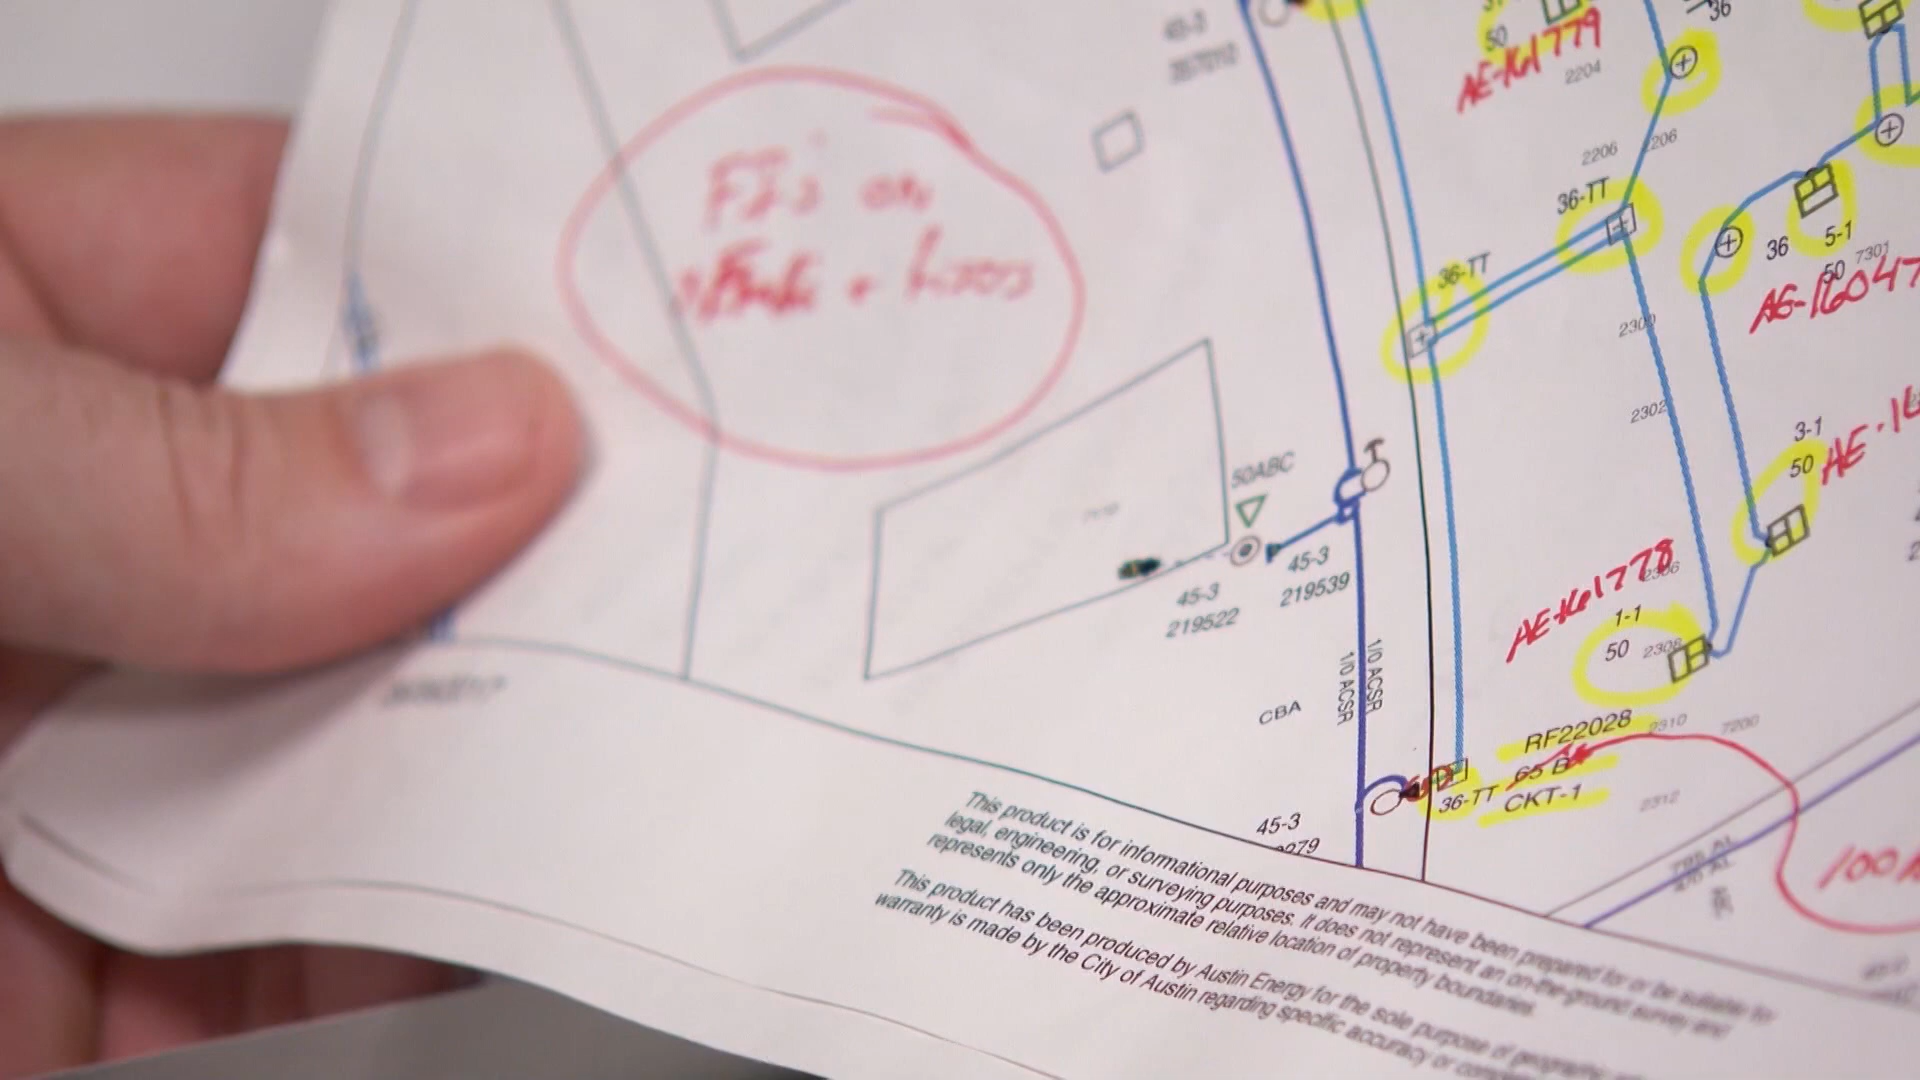 45-3
36
50
AE-161779
2204
2206
2206
36-TT
36-TT
36
5-1
50
7301
2300
2302
3-1
50
50ABC
45-3
219539
45-3
219522
AE-161778
2306
1-1
50
2308
1/0 ACSR
1/0 ACSR
CBA
RF22028
2310
7200
65 B
36-TT
CKT-1
2312
45-3
This product is for informational purposes and may not have been prepared for or be suitable for
legal, engineering, or surveying purposes. It does not represent an on-the-ground survey and
represents only the approximate relative location of property boundaries.
This product has been produced by Austin Energy for the sole purpose of geographic
warranty is made by the City of Austin regarding specific accuracy or